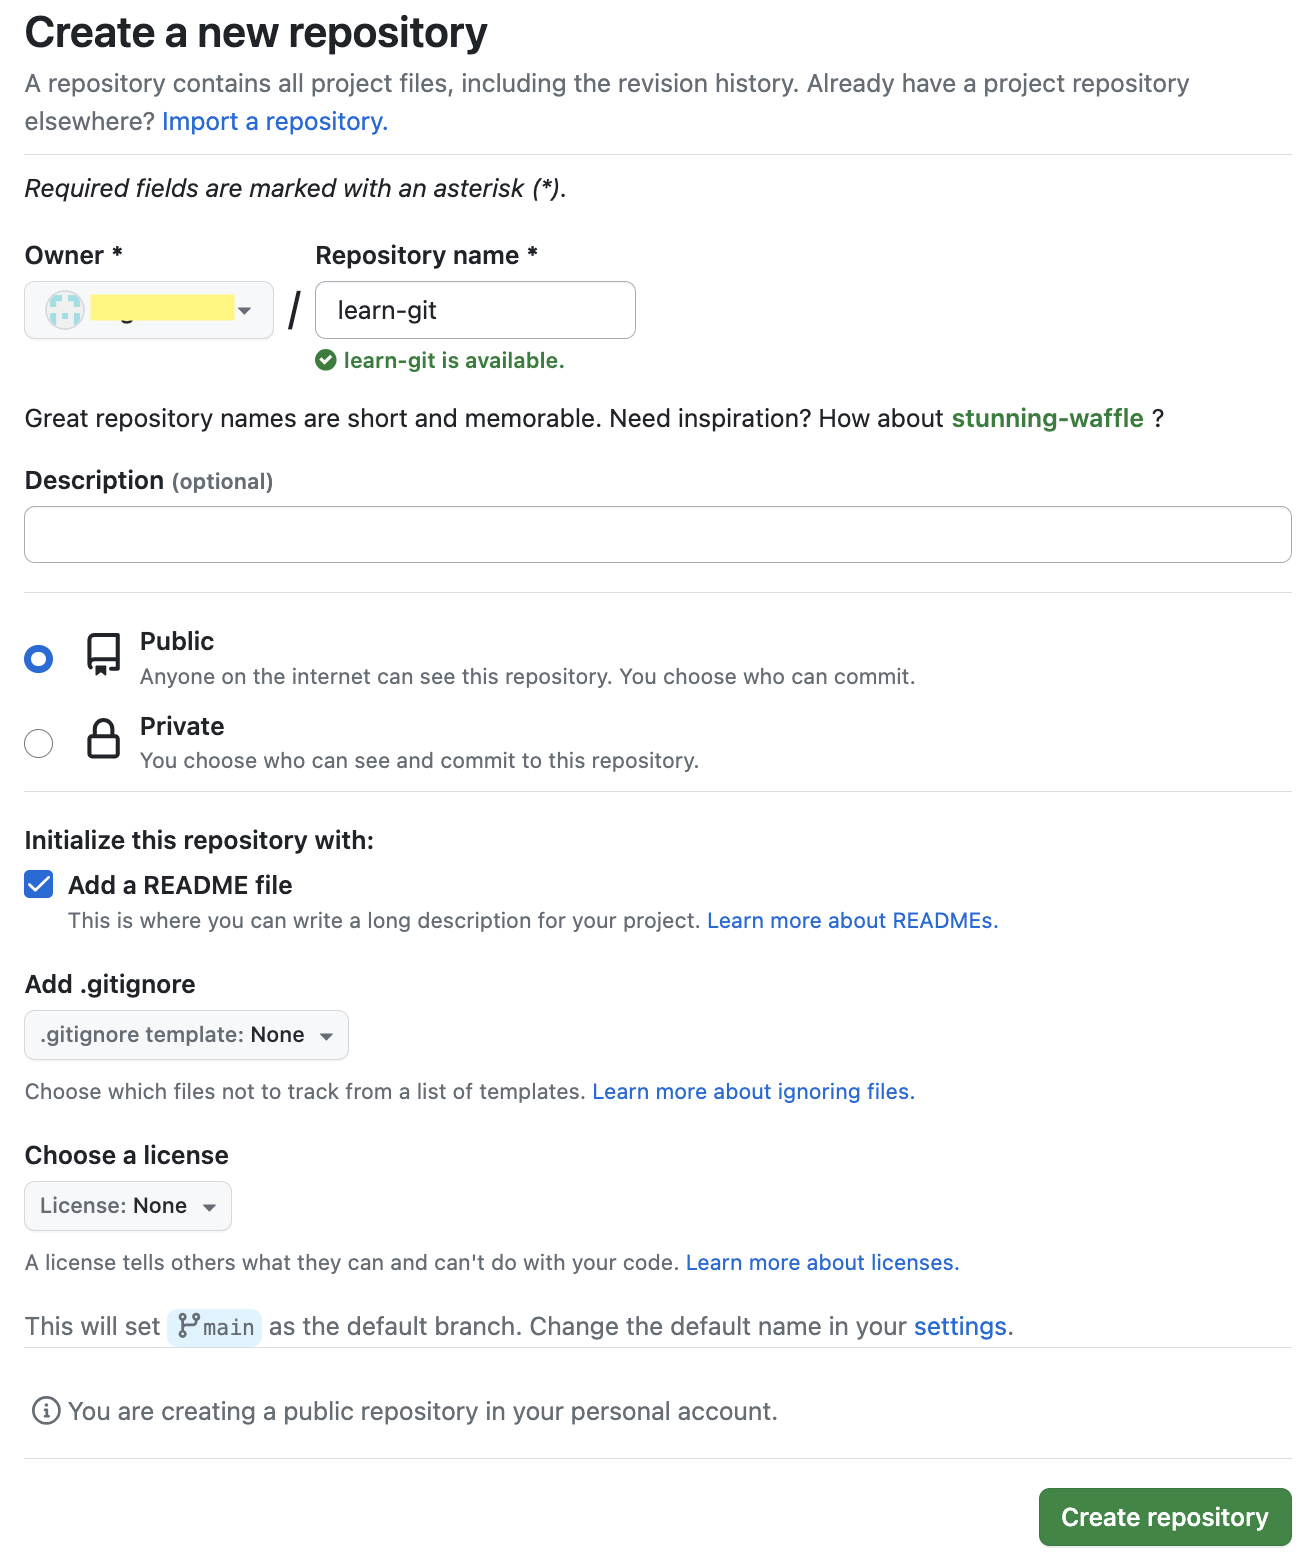 Create a new repository
A repository contains all project files, including the revision history. Already have a project repository
elsewhere? Import a repository.
Required fields are marked with an asterisk (*).
Owner * Repository name *
/ learn-git
learn-git is available.
Great repository names are short and memorable. Need inspiration? How about stunning-waffle ?
Description (optional)
Public
Anyone on the internet can see this repository. You choose who can commit.
Private
You choose who can see and commit to this repository.
Initialize this repository with:
Add a README file
This is where you can write a long description for your project. Learn more about READMEs.
Add .gitignore
.gitignore template: None
Choose which files not to track from a list of templates. Learn more about ignoring files.
Choose a license
License: None
A license tells others what they can and can't do with your code. Learn more about licenses.
This will set main as the default branch. Change the default name in your settings.
You are creating a public repository in your personal account.
Create repository